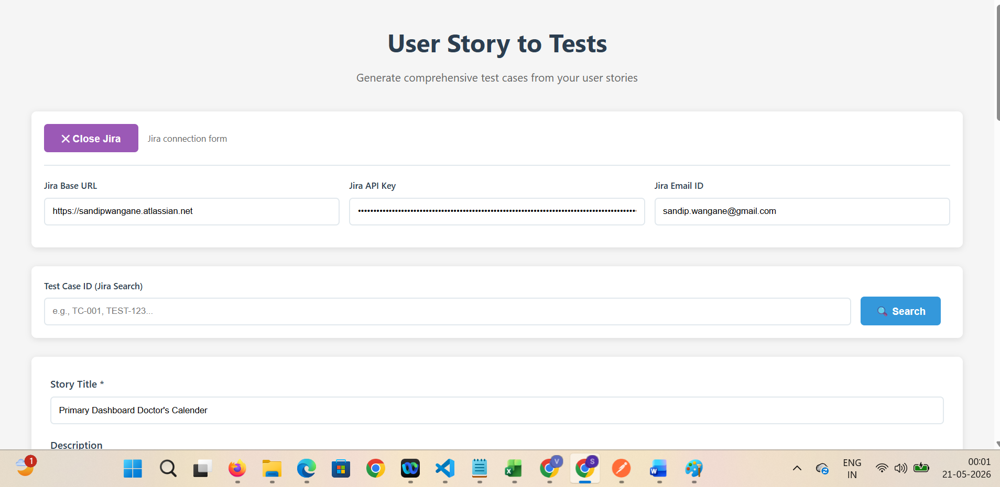 User Story to Tests
Generate comprehensive test cases from your user stories
✕ Close Jira
Jira connection form
Jira Base URL
Jira API Key
Jira Email ID
https://sandipwangane.atlassian.net
••••••••••••••••••••••••••••••••••••••••••••••••••••••••••••••••••••••••••••••••
sandip.wangane@gmail.com
Test Case ID (Jira Search)
e.g., TC-001, TEST-123...
Search
Story Title *
Primary Dashboard Doctor's Calender
Description
1
V
S
ENG
IN
00:01
21-05-2026